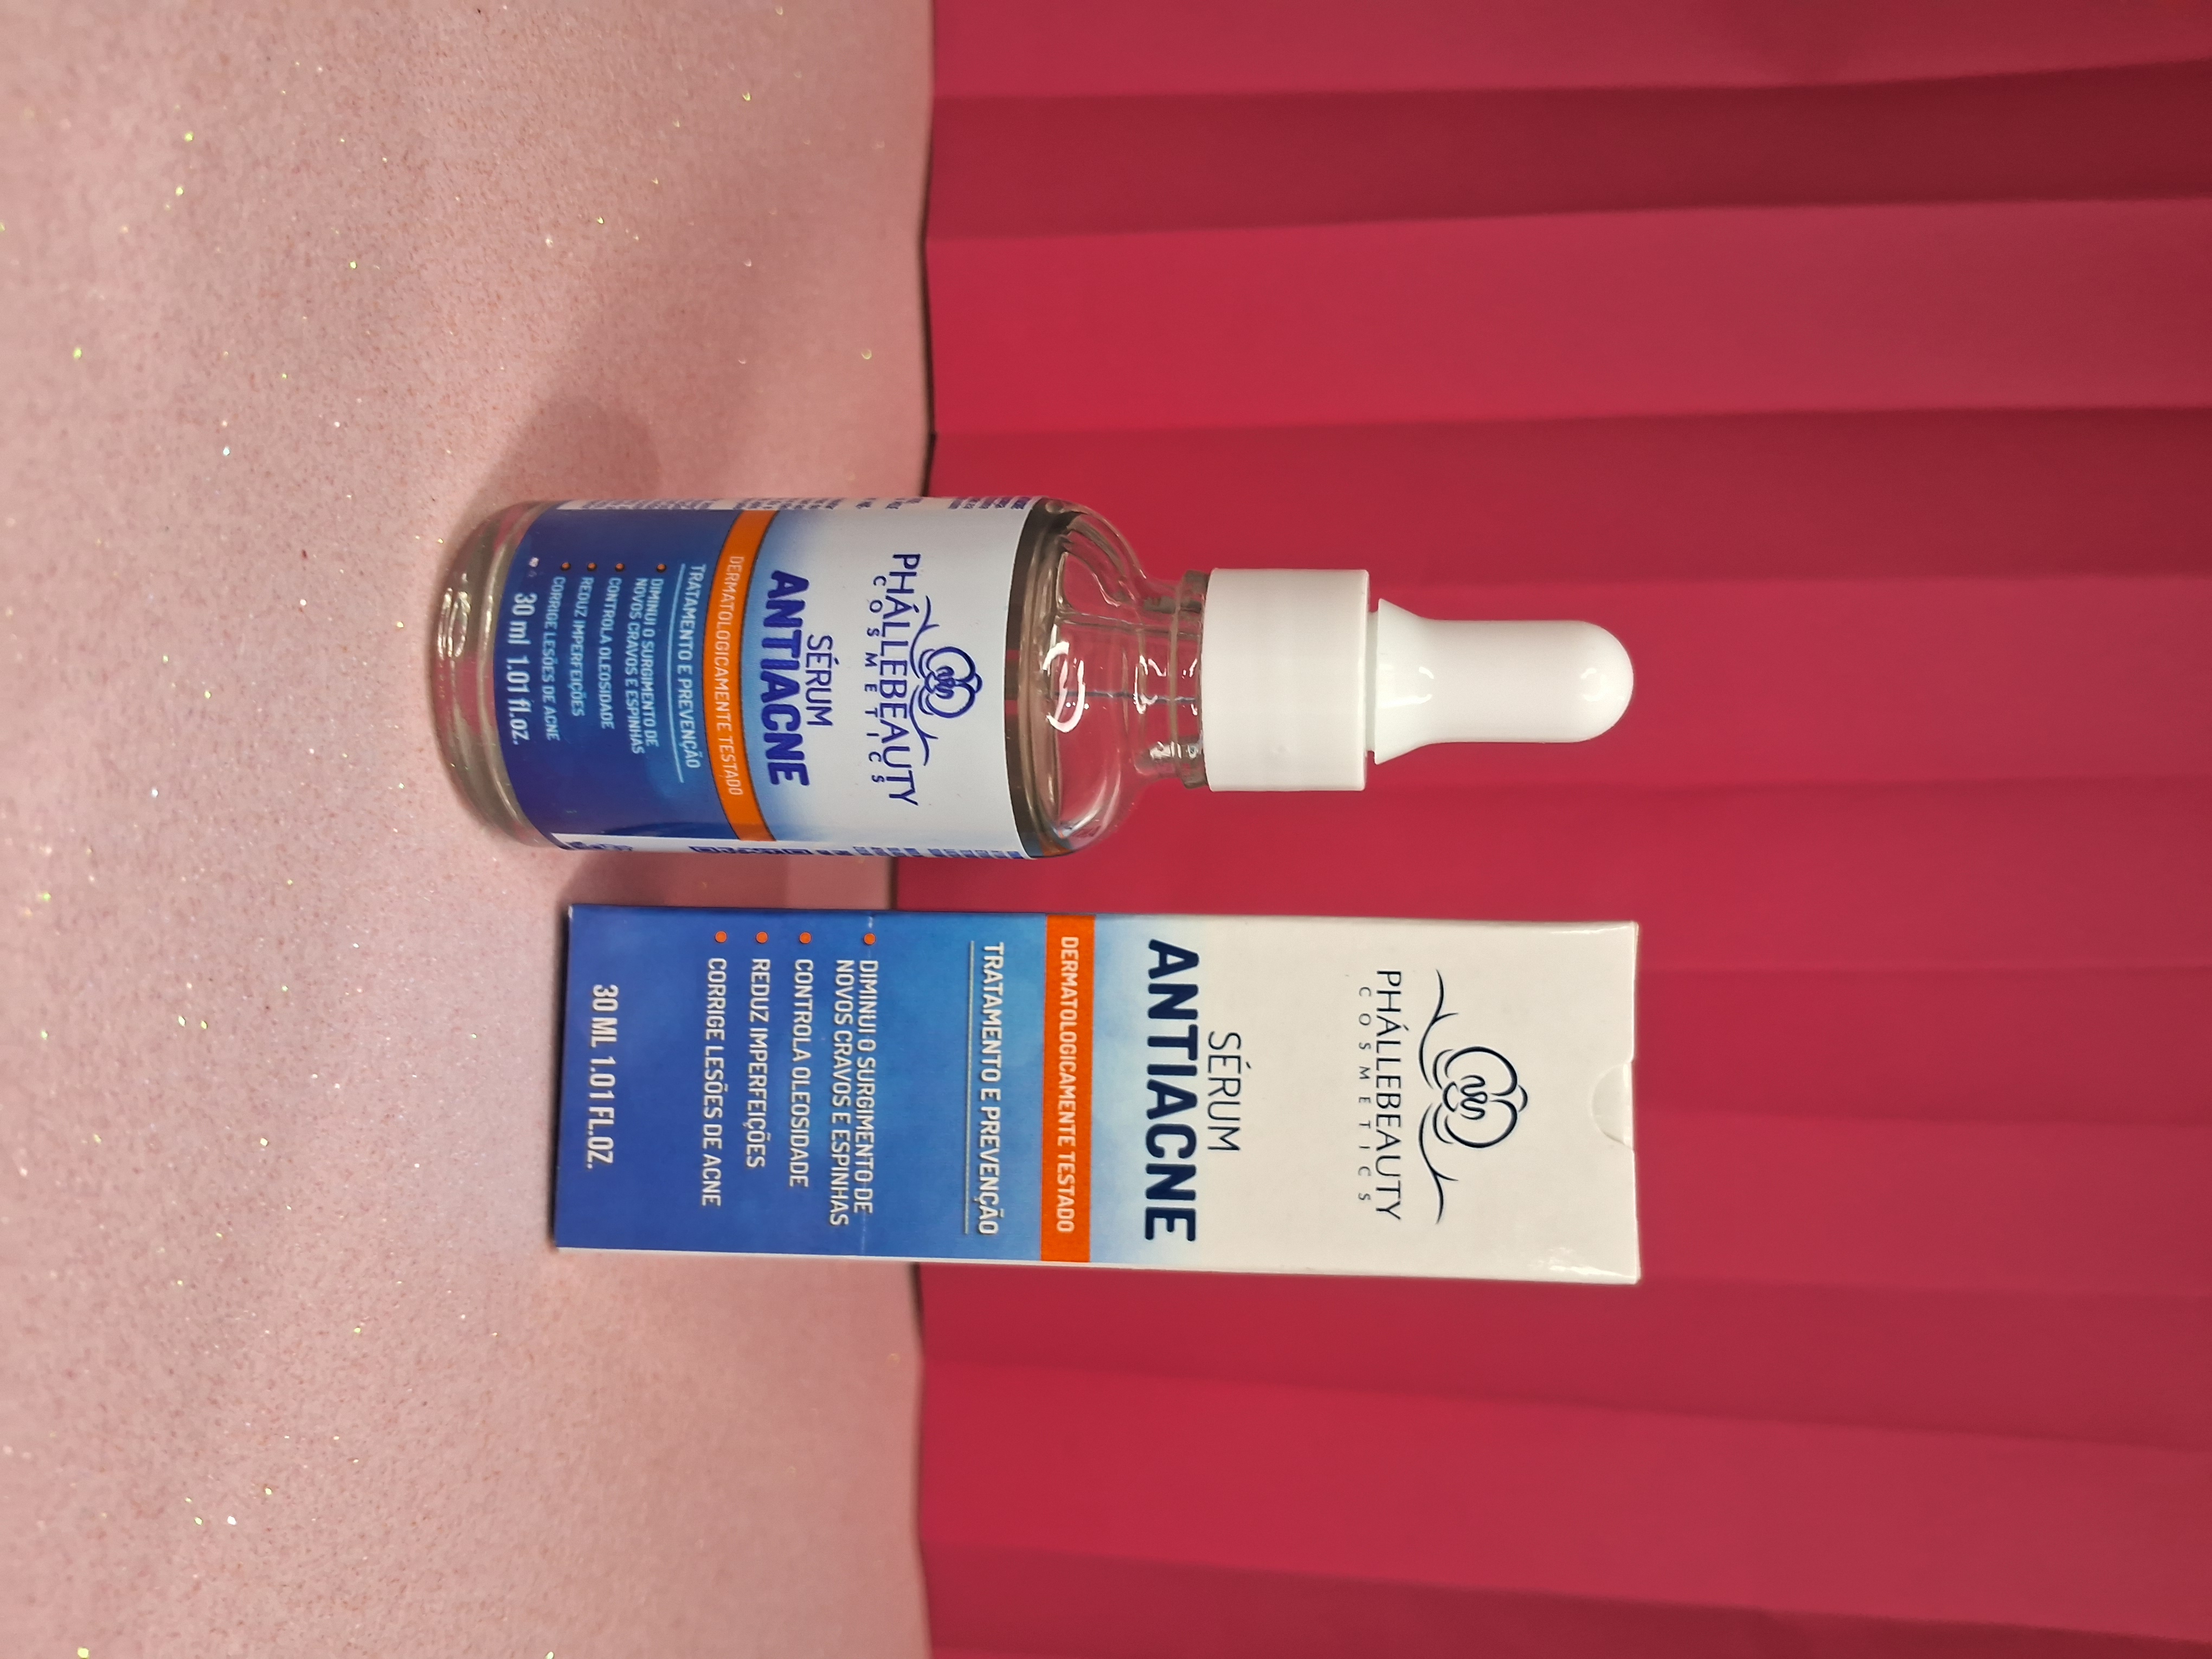 PHÁLLEBEAUTY
COSMETICS
SÉRUM
ANTIACNE
DERMATOLOGICAMENTE TESTADO
TRATAMENTO E PREVENÇÃO
DIMINUI O SURGIMENTO DE
NOVOS CRAVOS E ESPINHAS
CONTROLA OLEOSIDADE
REDUZ IMPERFEIÇÕES
CORRIGE LESÕES DE ACNE
30 ml 1.01 fl.oz.
PHÁLLEBEAUTY
COSMETICS
SÉRUM
ANTIACNE
DERMATOLOGICAMENTE TESTADO
TRATAMENTO E PREVENÇÃO
DIMINUI O SURGIMENTO DE
NOVOS CRAVOS E ESPINHAS
CONTROLA OLEOSIDADE
REDUZ IMPERFEIÇÕES
CORRIGE LESÕES DE ACNE
30 ML 1.01 FL.OZ.